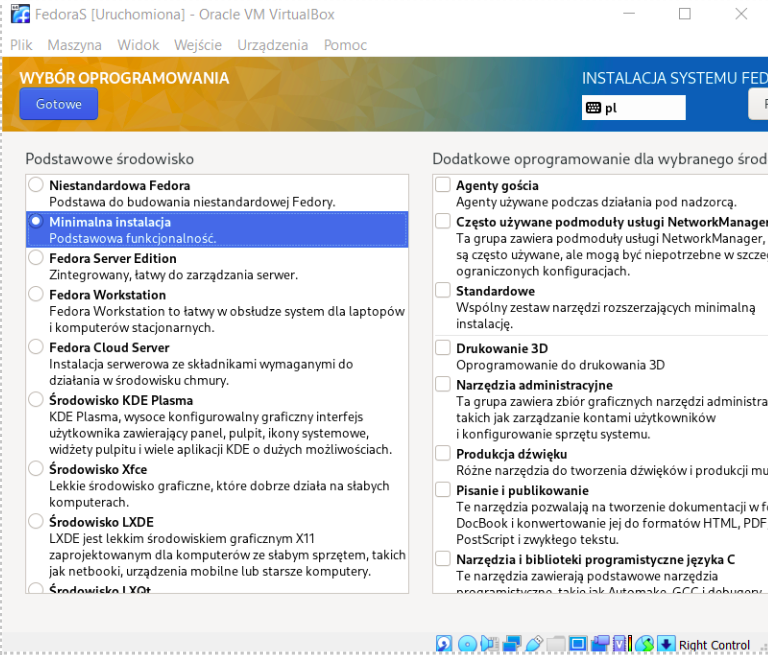 FedoraS [Uruchomiona] - Oracle VM VirtualBox
Plik Maszyna Widok Wejście Urządzenia Pomoc
WYBÓR OPROGRAMOWANIA
Gotowe
INSTALACJA SYSTEMU FED
pl
Podstawowe środowisko
Niestandardowa Fedora
Podstawa do budowania niestandardowej Fedory.
Minimalna instalacja
Podstawowa funkcjonalność.
Fedora Server Edition
Zintegrowany, łatwy do zarządzania serwer.
Fedora Workstation
Fedora Workstation to łatwy w obsłudze system dla laptopów
i komputerów stacjonarnych.
Fedora Cloud Server
Instalacja serwerowa ze składnikami wymaganymi do
działania w środowisku chmury.
Środowisko KDE Plasma
KDE Plasma, wysoce konfigurowalny graficzny interfejs
użytkownika zawierający panel, pulpit, ikony systemowe,
widżety pulpitu i wiele aplikacji KDE o dużych możliwościach.
Środowisko Xfce
Lekkie środowisko graficzne, które dobrze działa na słabych
komputerach.
Środowisko LXDE
LXDE jest lekkim środowiskiem graficznym X11
zaprojektowanym dla komputerów ze słabym sprzętem, takich
jak netbooki, urządzenia mobilne lub starsze komputery.
Środowisko LXQt
Dodatkowe oprogramowanie dla wybranego środ
Agenty gościa
Agenty używane podczas działania pod nadzorcą.
Często używane podmoduły usługi NetworkManager
Ta grupa zawiera podmoduły usługi NetworkManager,
są często używane, ale mogą być niepotrzebne w szcze
ograniczonych konfiguracjach.
Standardowe
Wspólny zestaw narzędzi rozszerzających minimalną
instalację.
Drukowanie 3D
Oprogramowanie do drukowania 3D
Narzędzia administracyjne
Ta grupa zawiera zbiór graficznych narzędzi administra
takich jak zarządzanie kontami użytkowników
i konfigurowanie sprzętu systemu.
Produkcja dźwięku
Różne narzędzia do tworzenia dźwięków i produkcji mu
Pisanie i publikowanie
Te narzędzia pozwalają na tworzenie dokumentacji w f
DocBook i konwertowanie jej do formatów HTML, PDF,
PostScript i zwykłego tekstu.
Narzędzia i biblioteki programistyczne języka C
Te narzędzia zawierają podstawowe narzędzia
programistyczne, takie jak Automake, GCC i debugery.
Right Control